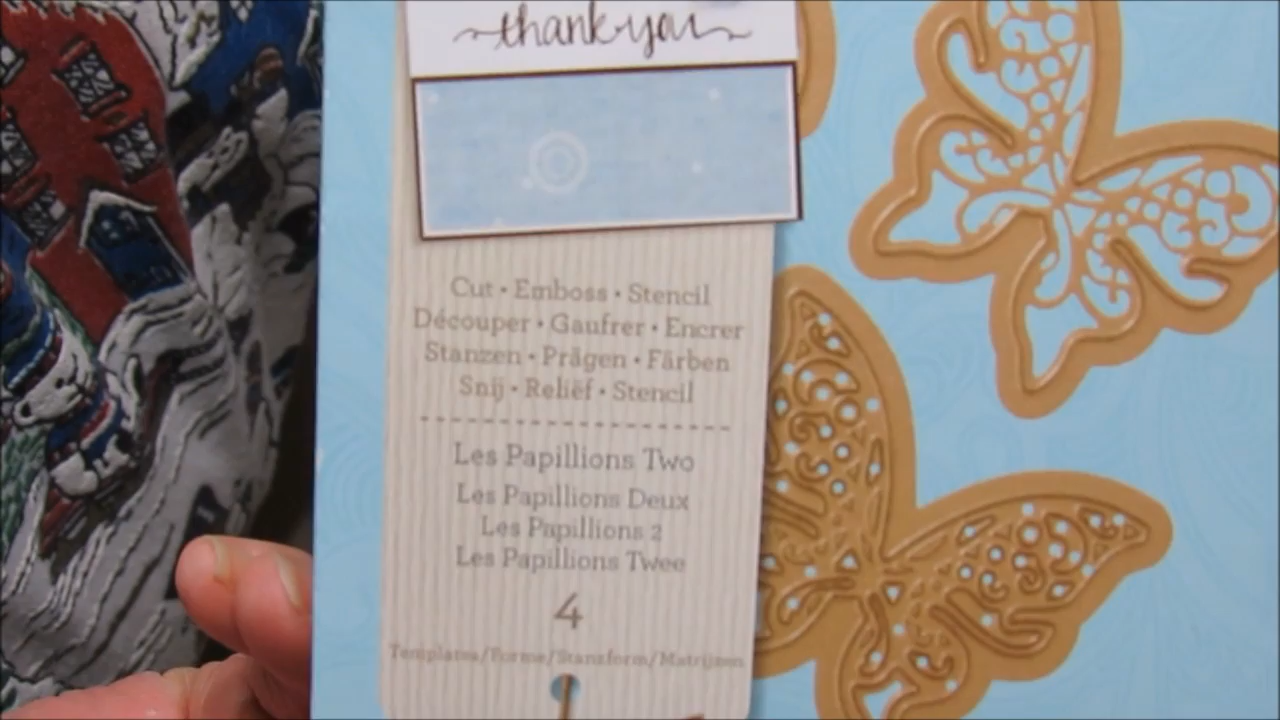 thank you
Cut • Emboss • Stencil
Découper • Gaufrer • Encrer
Stanzen • Prägen • Färben
Snij • Reliëf • Stencil
Les Papillions Two
Les Papillions Deux
Les Papillions 2
Les Papillions Twee
4
Templates/Forme/Stanzform/Matrijzen